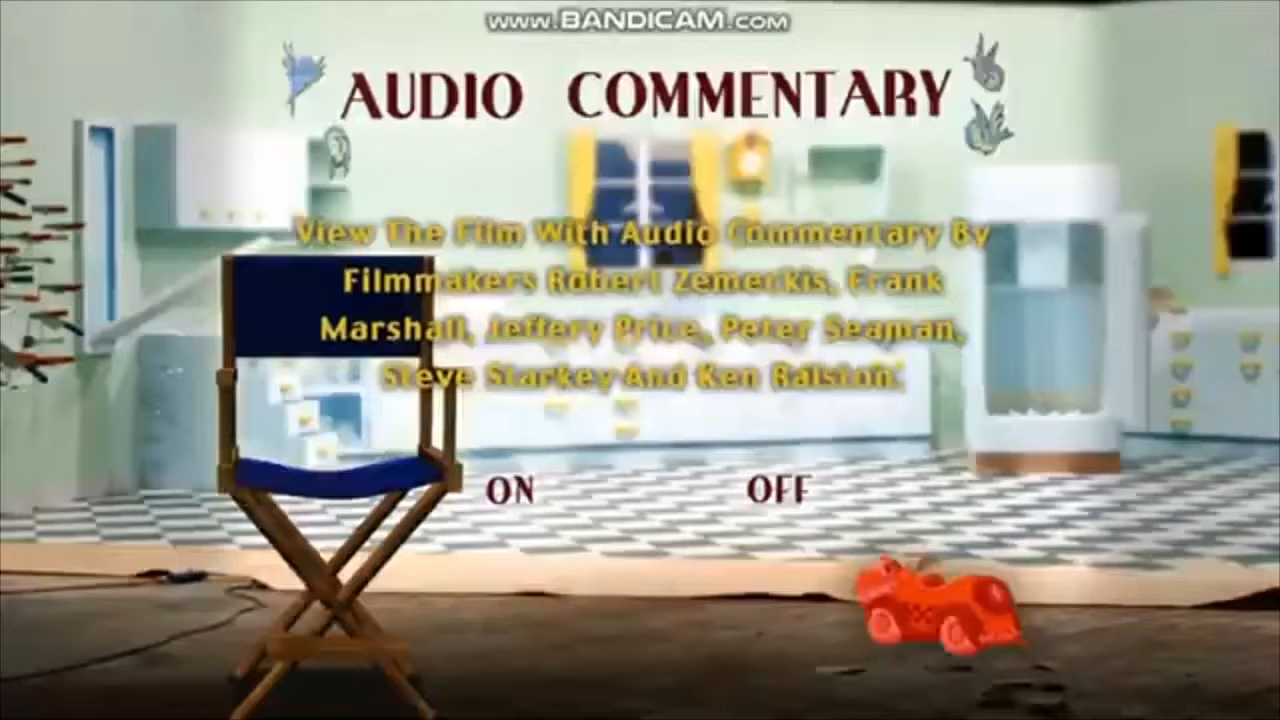 www.BANDICAM.com
AUDIO COMMENTARY
View The Film With Audio Commentary By
Filmmakers Robert Zemeckis, Frank
Marshall, Jeffery Price, Peter Seaman,
Steve Starkey And Ken Ralston.
ON OFF